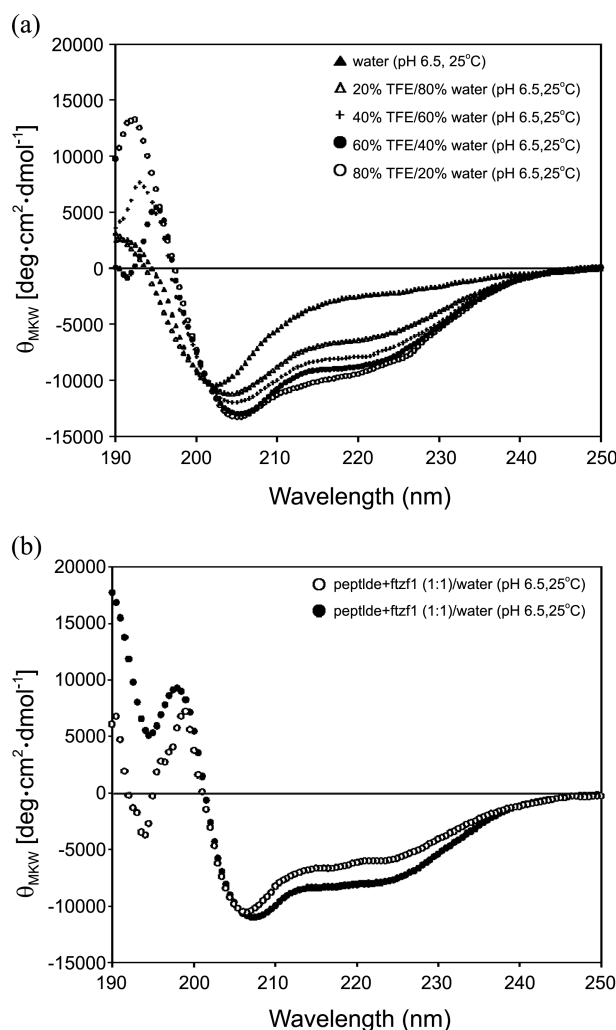 (a)
20000
15000
10000
5000
0
-5000
-10000
-15000
θMKW [deg•cm²•dmol⁻¹]
▲ water (pH 6.5, 25°C)
△ 20% TFE/80% water (pH 6.5,25°C)
+ 40% TFE/60% water (pH 6.5,25°C)
● 60% TFE/40% water (pH 6.5,25°C)
○ 80% TFE/20% water (pH 6.5,25°C)
190 200 210 220 230 240 250
Wavelength (nm)
(b)
20000
15000
10000
5000
0
-5000
-10000
-15000
θMKW [deg•cm²•dmol⁻¹]
○ peptIde+ftzf1 (1:1)/water (pH 6.5,25°C)
● peptIde+ftzf1 (1:1)/water (pH 6.5,25°C)
190 200 210 220 230 240 250
Wavelength (nm)